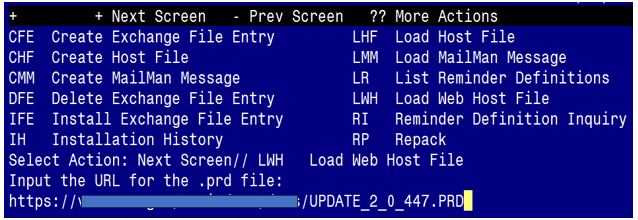 + + Next Screen - Prev Screen ?? More Actions
CFE Create Exchange File Entry LHF Load Host File
CHF Create Host File LMM Load MailMan Message
CMM Create MailMan Message LR List Reminder Definitions
DFE Delete Exchange File Entry LWH Load Web Host File
IFE Install Exchange File Entry RI Reminder Definition Inquiry
IH Installation History RP Repack
Select Action: Next Screen// LWH Load Web Host File
Input the URL for the .prd file:
https:// /UPDATE_2_0_447.PRD